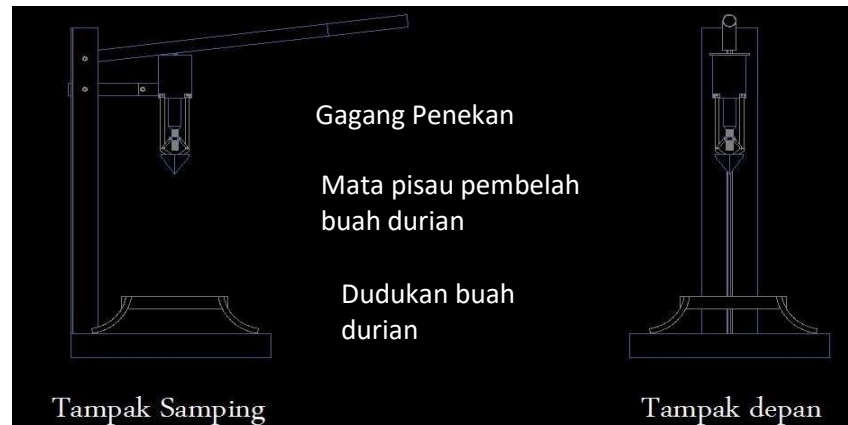 Gagang Penekan
Mata pisau pembelah
buah durian
Dudukan buah
durian
Tampak Samping
Tampak depan